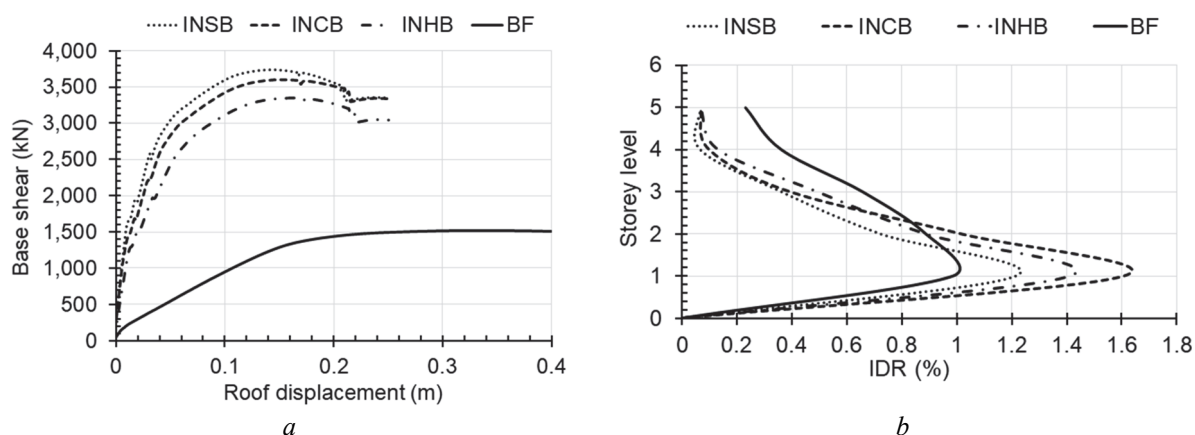 INSB INCB INHB BF
4,000
3,500
3,000
2,500
2,000
1,500
1,000
500
0
Base shear (kN)
0 0.1 0.2 0.3 0.4
Roof displacement (m)
a
INSB INCB INHB BF
6
5
4
3
2
1
0
Storey level
0 0.2 0.4 0.6 0.8 1 1.2 1.4 1.6 1.8
IDR (%)
b